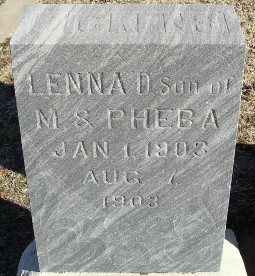 LENNA D. Son of
M & PHEBA
JAN 1, 1903
AUG 7
1903